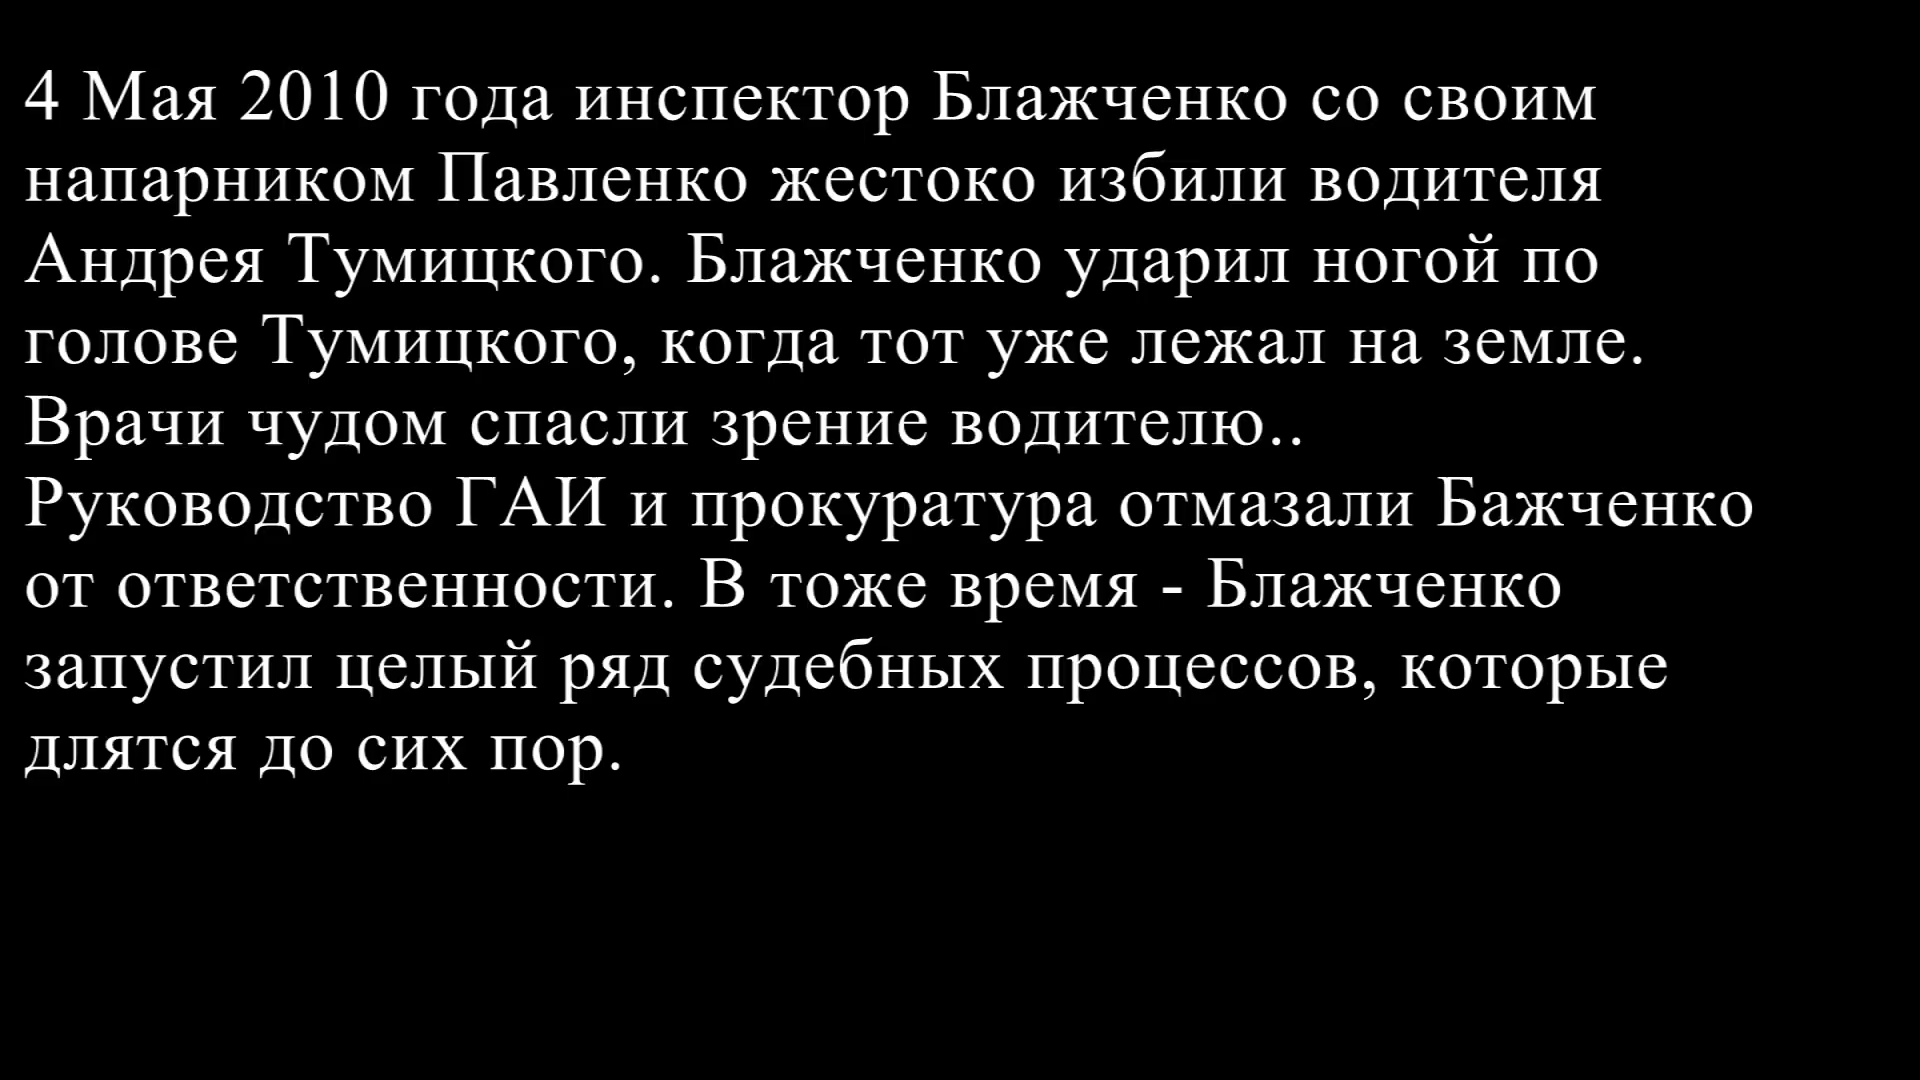 4 Мая 2010 года инспектор Блажченко со своим
напарником Павленко жестоко избили водителя
Андрея Тумицкого. Блажченко ударил ногой по
голове Тумицкого, когда тот уже лежал на земле.
Врачи чудом спасли зрение водителю..
Руководство ГАИ и прокуратура отмазали Бажченко
от ответственности. В тоже время - Блажченко
запустил целый ряд судебных процессов, которые
длятся до сих пор.